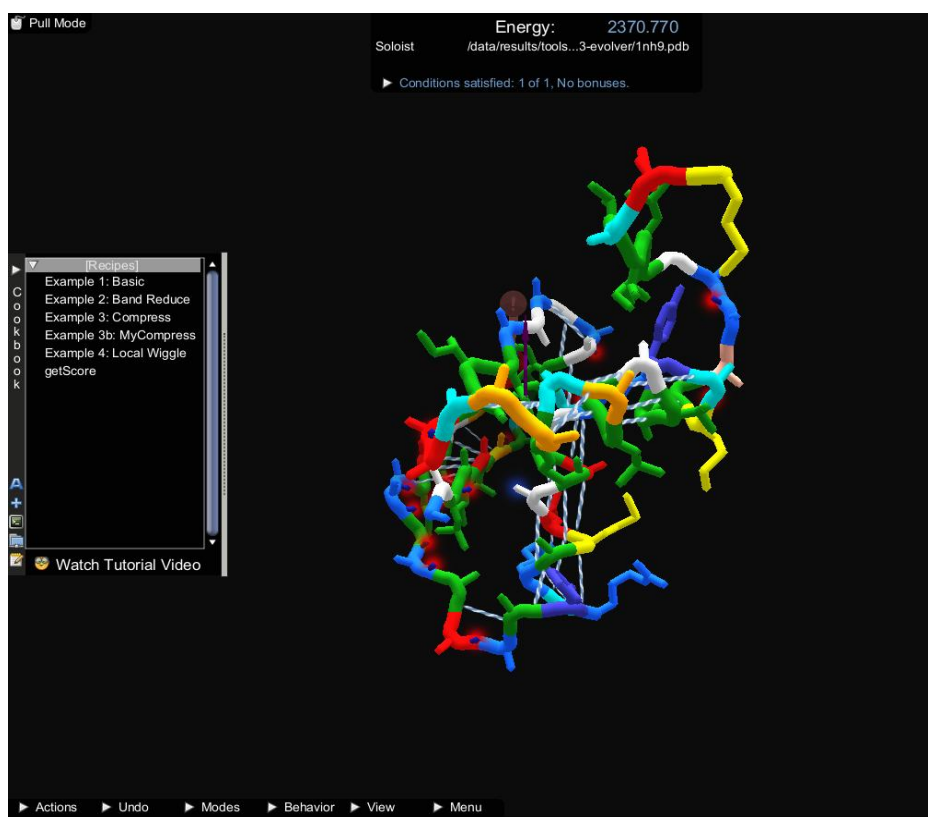 Pull Mode
Energy: 2370.770
Soloist /data/results/tools...3-evolver/1nh9.pdb
Conditions satisfied: 1 of 1, No bonuses.
Cookbook
[Recipes]
Example 1: Basic
Example 2: Band Reduce
Example 3: Compress
Example 3b: MyCompress
Example 4: Local Wiggle
getScore
A
Watch Tutorial Video
Actions Undo Modes Behavior View Menu